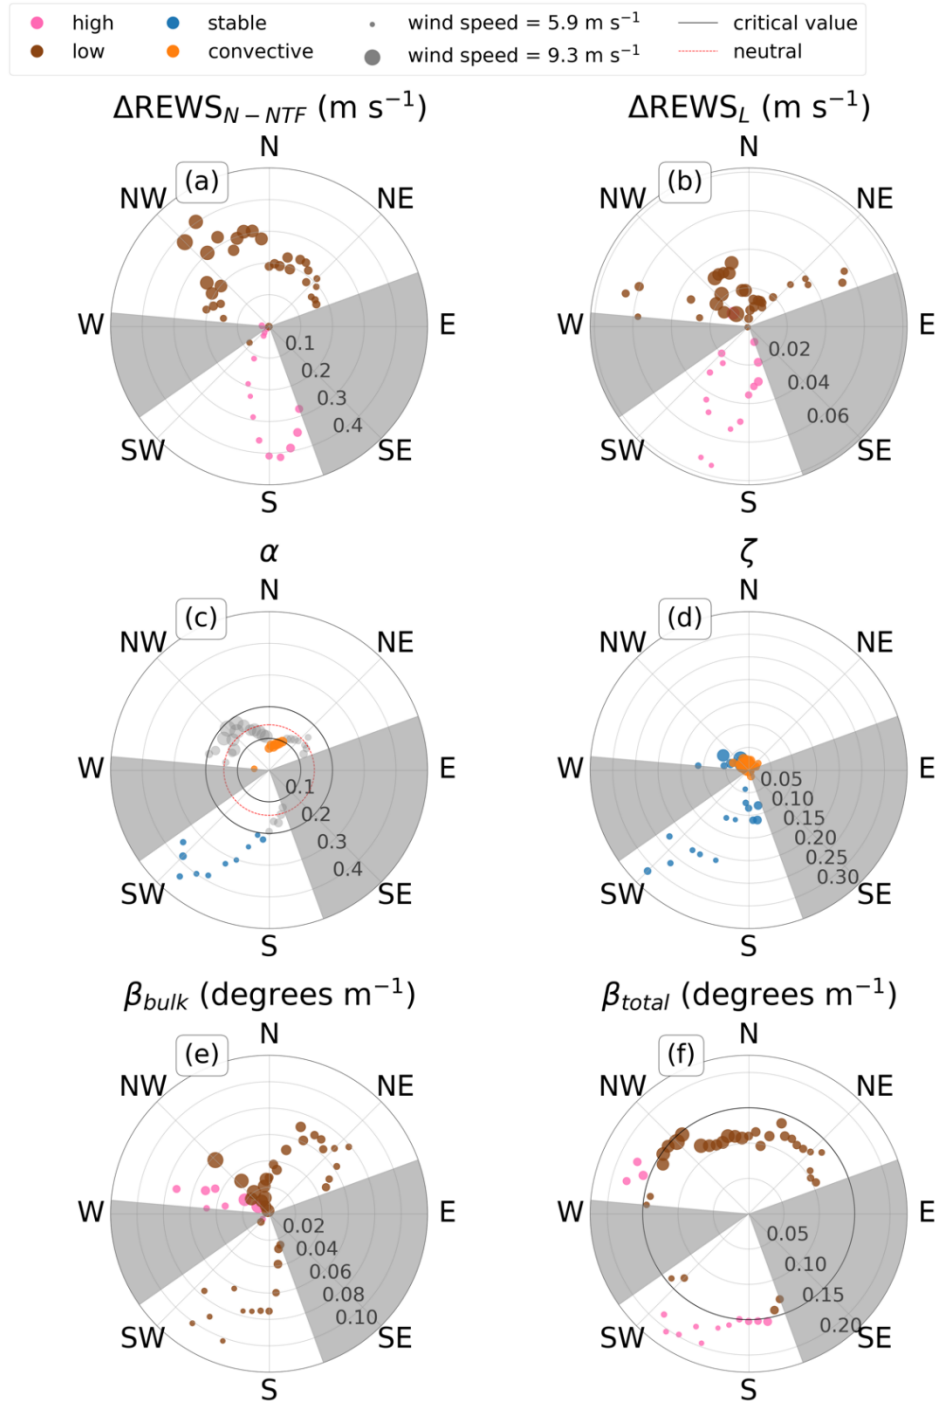 high stable wind speed = 5.9 m s⁻¹ critical value
low convective wind speed = 9.3 m s⁻¹ neutral
ΔREWS_{N−NTF} (m s⁻¹) ΔREWS_L (m s⁻¹)
(a)
N
NE
E
SE
S
SW
W
NW
0.1
0.2
0.3
0.4
(b)
N
NE
E
SE
S
SW
W
NW
0.02
0.04
0.06
α ζ
(c)
N
NE
E
SE
S
SW
W
NW
0.1
0.2
0.3
0.4
(d)
N
NE
E
SE
S
SW
W
NW
0.05
0.10
0.15
0.20
0.25
0.30
β_{bulk} (degrees m⁻¹) β_{total} (degrees m⁻¹)
(e)
N
NE
E
SE
S
SW
W
NW
0.02
0.04
0.06
0.08
0.10
(f)
N
NE
E
SE
S
SW
W
NW
0.05
0.10
0.15
0.20